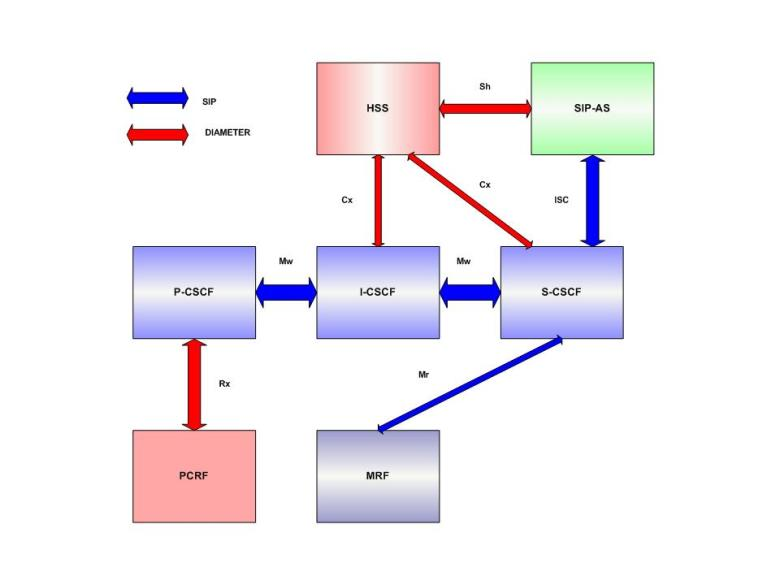 Sh
SIP
HSS
SIP-AS
DIAMETER
Cx
Cx
ISC
Mw
Mw
P-CSCF
I-CSCF
S-CSCF
Mr
Rx
PCRF
MRF